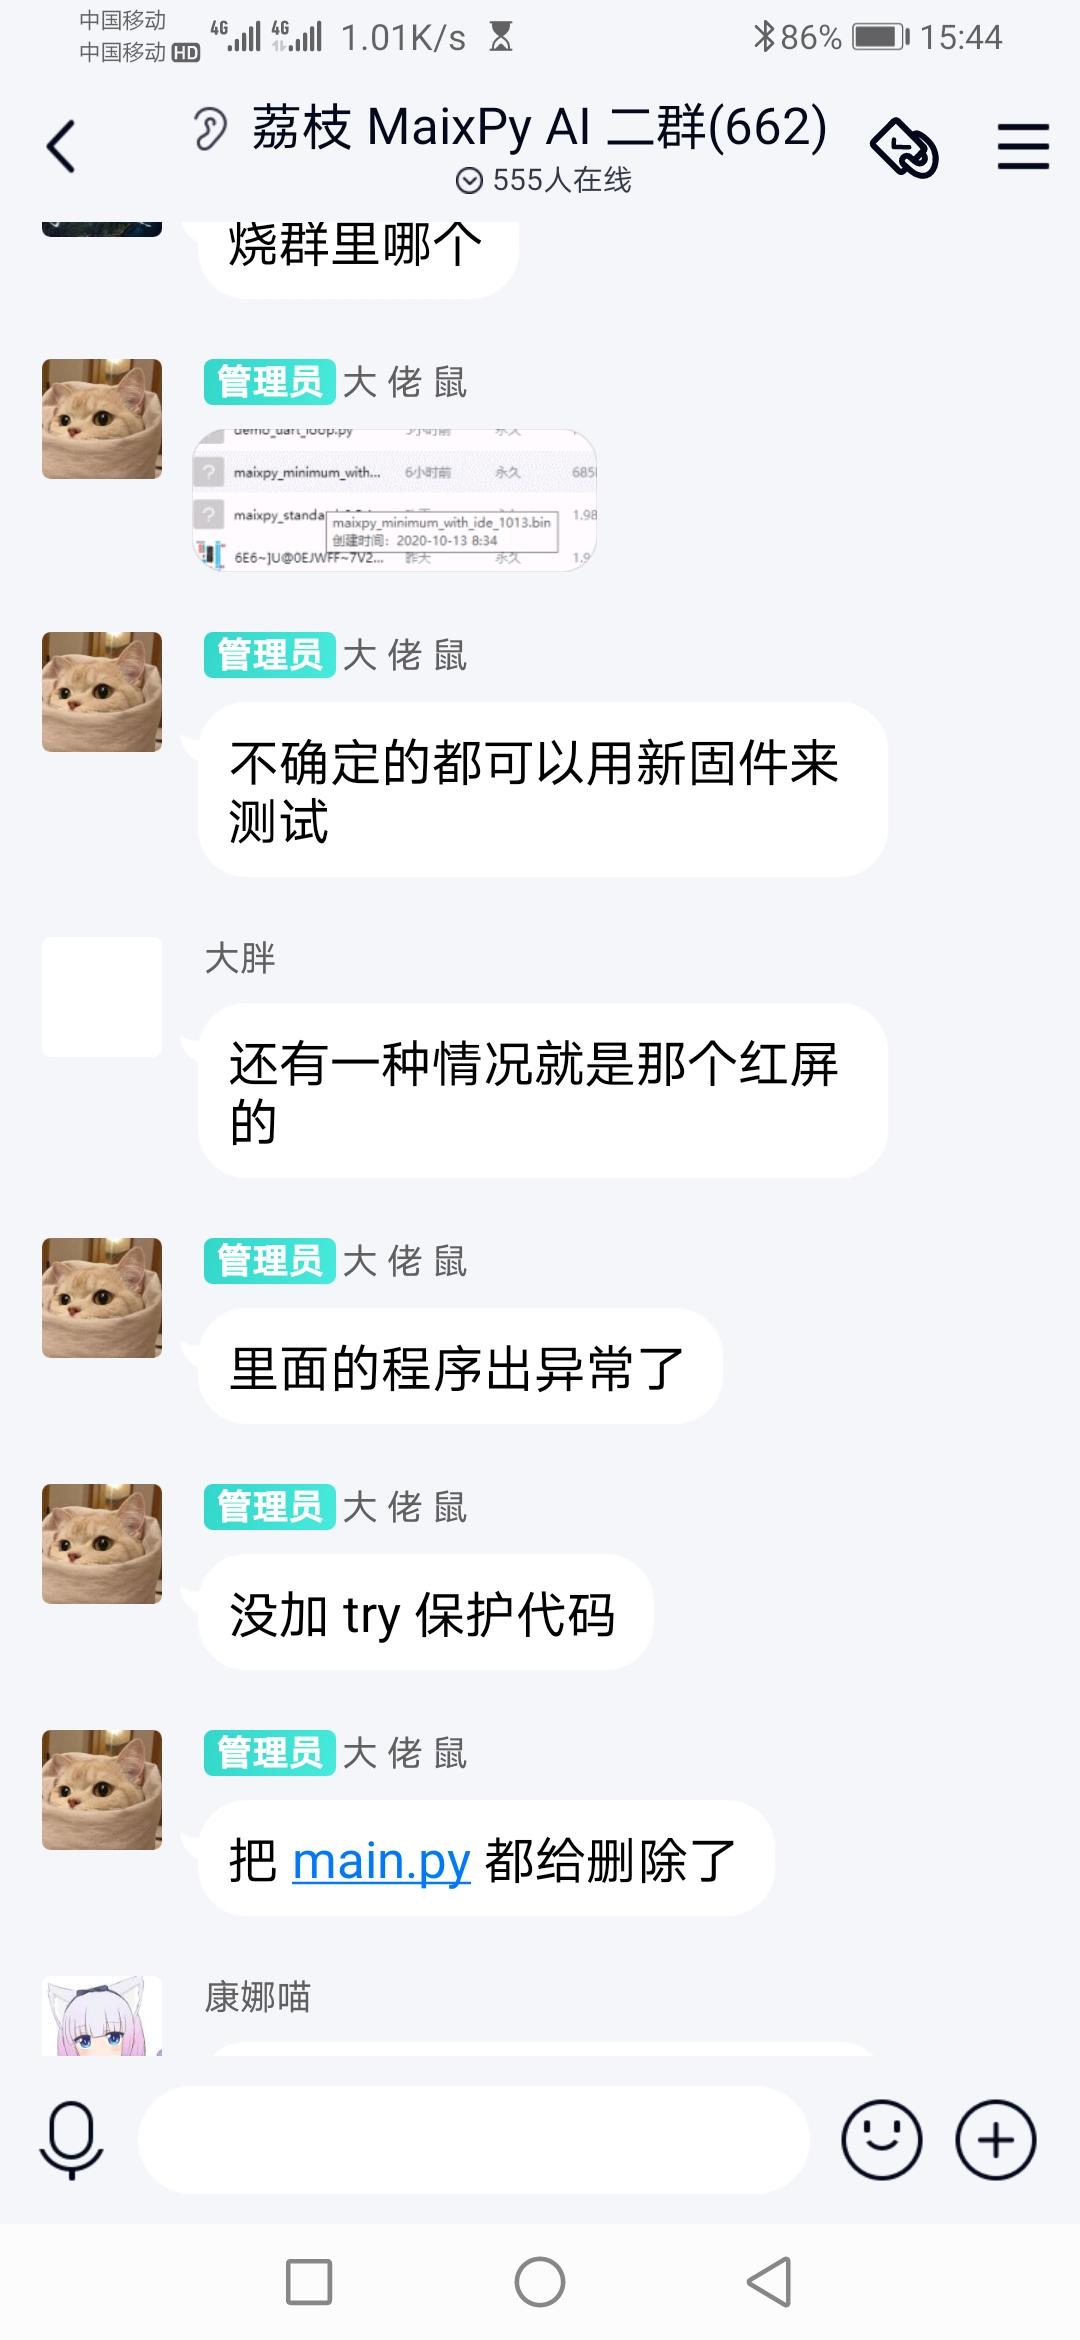 中国移动
中国移动 HD
4G 4G 1.01K/s
86% 15:44
荔枝 MaixPy AI 二群(662)
555人在线
烧群里哪个
管理员 大 佬 鼠
demo_uart_loop.py 5小时前 永久
maixpy_minimum_with... 6小时前 永久 685
maixpy_standa 1.98
maixpy_minimum_with_ide_1013.bin
创建时间：2020-10-13 8:34
6E6~]U@0EJWFF~7V2... 昨天 永久 1.9
管理员 大 佬 鼠
不确定的都可以用新固件来
测试
大胖
还有一种情况就是那个红屏
的
管理员 大 佬 鼠
里面的程序出异常了
管理员 大 佬 鼠
没加 try 保护代码
管理员 大 佬 鼠
把 main.py 都给删除了
康娜喵